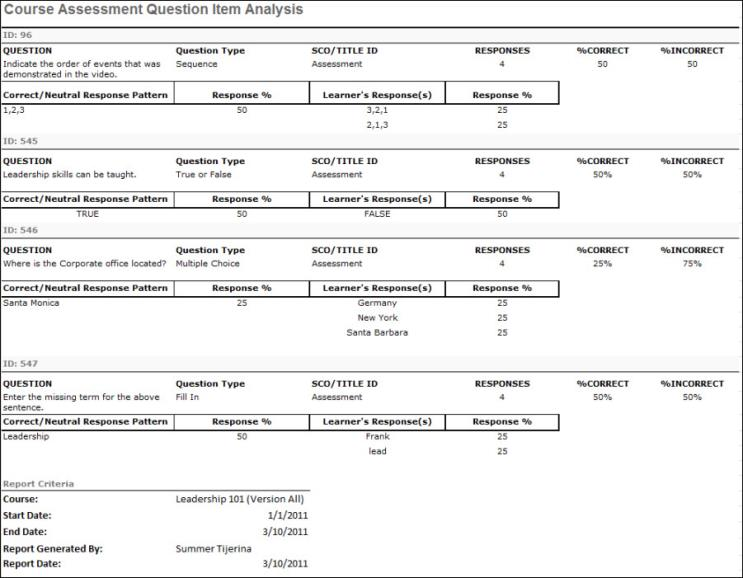 Course Assessment Question Item Analysis
ID: 96
QUESTION Question Type SCO/TITLE ID RESPONSES %CORRECT %INCORRECT
Indicate the order of events that was Sequence Assessment 4 50 50
demonstrated in the video.
Correct/Neutral Response Pattern Response % Learner's Response(s) Response %
1,2,3 50 3,2,1 25
2,1,3 25
ID: 545
QUESTION Question Type SCO/TITLE ID RESPONSES %CORRECT %INCORRECT
Leadership skills can be taught. True or False Assessment 4 50% 50%
Correct/Neutral Response Pattern Response % Learner's Response(s) Response %
TRUE 50 FALSE 50
ID: 546
QUESTION Question Type SCO/TITLE ID RESPONSES %CORRECT %INCORRECT
Where is the Corporate office located? Multiple Choice Assessment 4 25% 75%
Correct/Neutral Response Pattern Response % Learner's Response(s) Response %
Santa Monica 25 Germany 25
New York 25
Santa Barbara 25
ID: 547
QUESTION Question Type SCO/TITLE ID RESPONSES %CORRECT %INCORRECT
Enter the missing term for the above Fill In Assessment 4 50% 50%
sentence.
Correct/Neutral Response Pattern Response % Learner's Response(s) Response %
Leadership 50 Frank 25
lead 25
Report Criteria
Course: Leadership 101 (Version All)
Start Date: 1/1/2011
End Date: 3/10/2011
Report Generated By: Summer Tijerina
Report Date: 3/10/2011